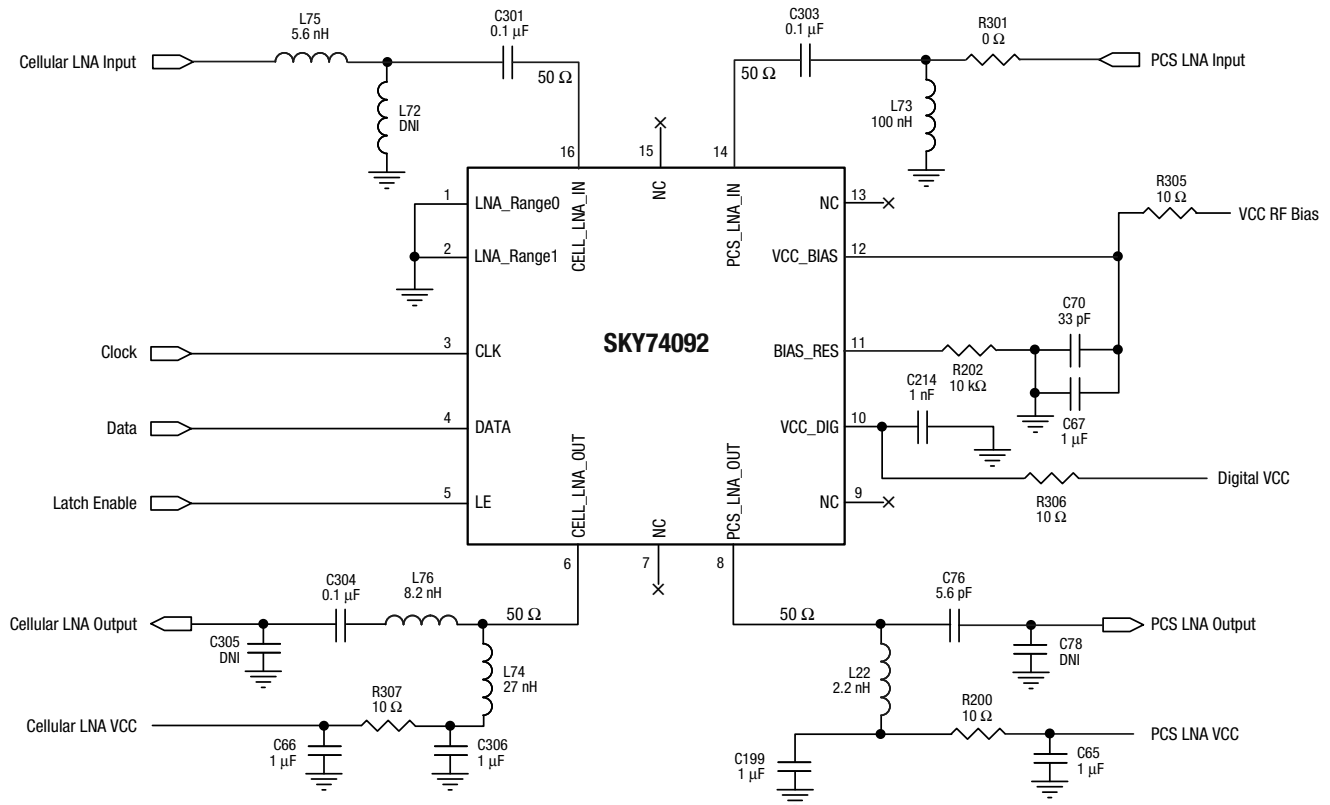 L75
5.6 nH
C301
0.1 µF
C303
0.1 µF
R301
0 Ω
Cellular LNA Input
50 Ω
50 Ω
PCS LNA Input
L72
DNI
L73
100 nH
16
15
14
CELL_LNA_IN
NC
PCS_LNA_IN
1
LNA_Range0
2
LNA_Range1
NC
13
R305
10 Ω
VCC RF Bias
VCC_BIAS
12
SKY74092
C70
33 pF
Clock
3
CLK
BIAS_RES
11
R202
10 kΩ
C67
1 µF
C214
1 nF
Data
4
DATA
VCC_DIG
10
Digital VCC
R306
10 Ω
Latch Enable
5
LE
NC
9
CELL_LNA_OUT
NC
PCS_LNA_OUT
6
7
8
C304
0.1 µF
L76
8.2 nH
C76
5.6 pF
Cellular LNA Output
50 Ω
50 Ω
PCS LNA Output
C305
DNI
C78
DNI
L74
27 nH
L22
2.2 nH
R307
10 Ω
R200
10 Ω
Cellular LNA VCC
PCS LNA VCC
C66
1 µF
C306
1 µF
C199
1 µF
C65
1 µF